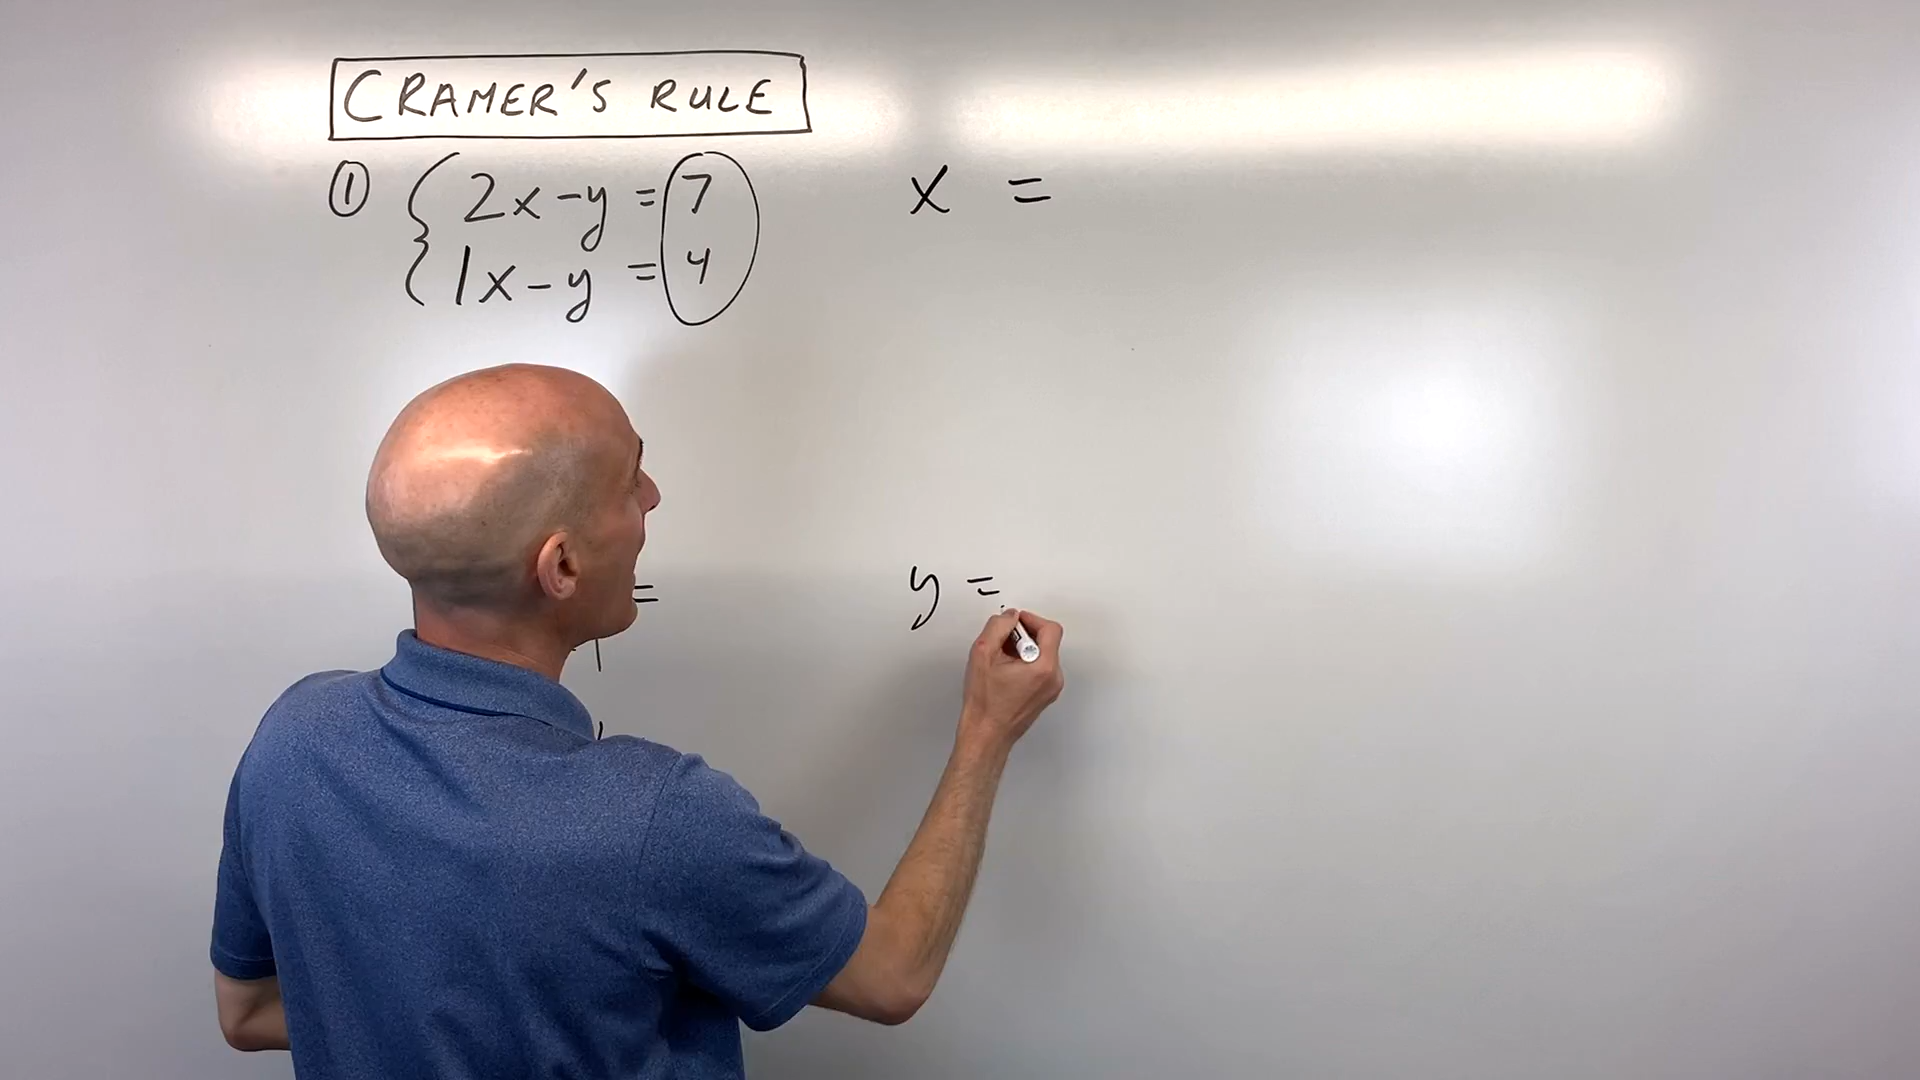 CRAMER'S RULE
① { 2x-y = 7
1x-y = 4
x =
=
y =